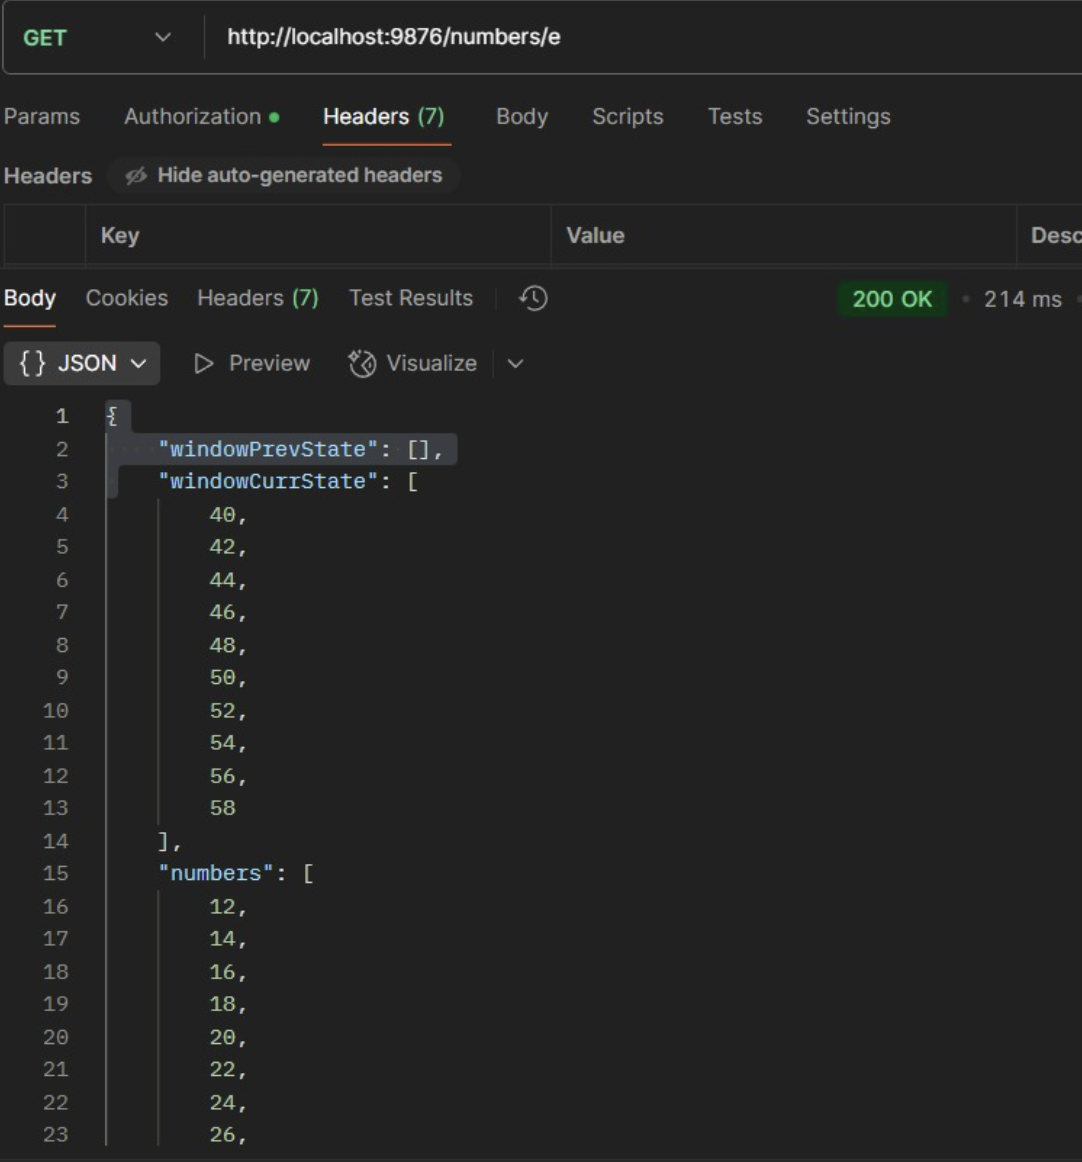 GET http://localhost:9876/numbers/e
Params Authorization Headers (7) Body Scripts Tests Settings
Headers Hide auto-generated headers
Key Value Desc
Body Cookies Headers (7) Test Results 200 OK 214 ms
{} JSON Preview Visualize
1 {
2 "windowPrevState": [],
3 "windowCurrState": [
4 40,
5 42,
6 44,
7 46,
8 48,
9 50,
10 52,
11 54,
12 56,
13 58
14 ],
15 "numbers": [
16 12,
17 14,
18 16,
19 18,
20 20,
21 22,
22 24,
23 26,